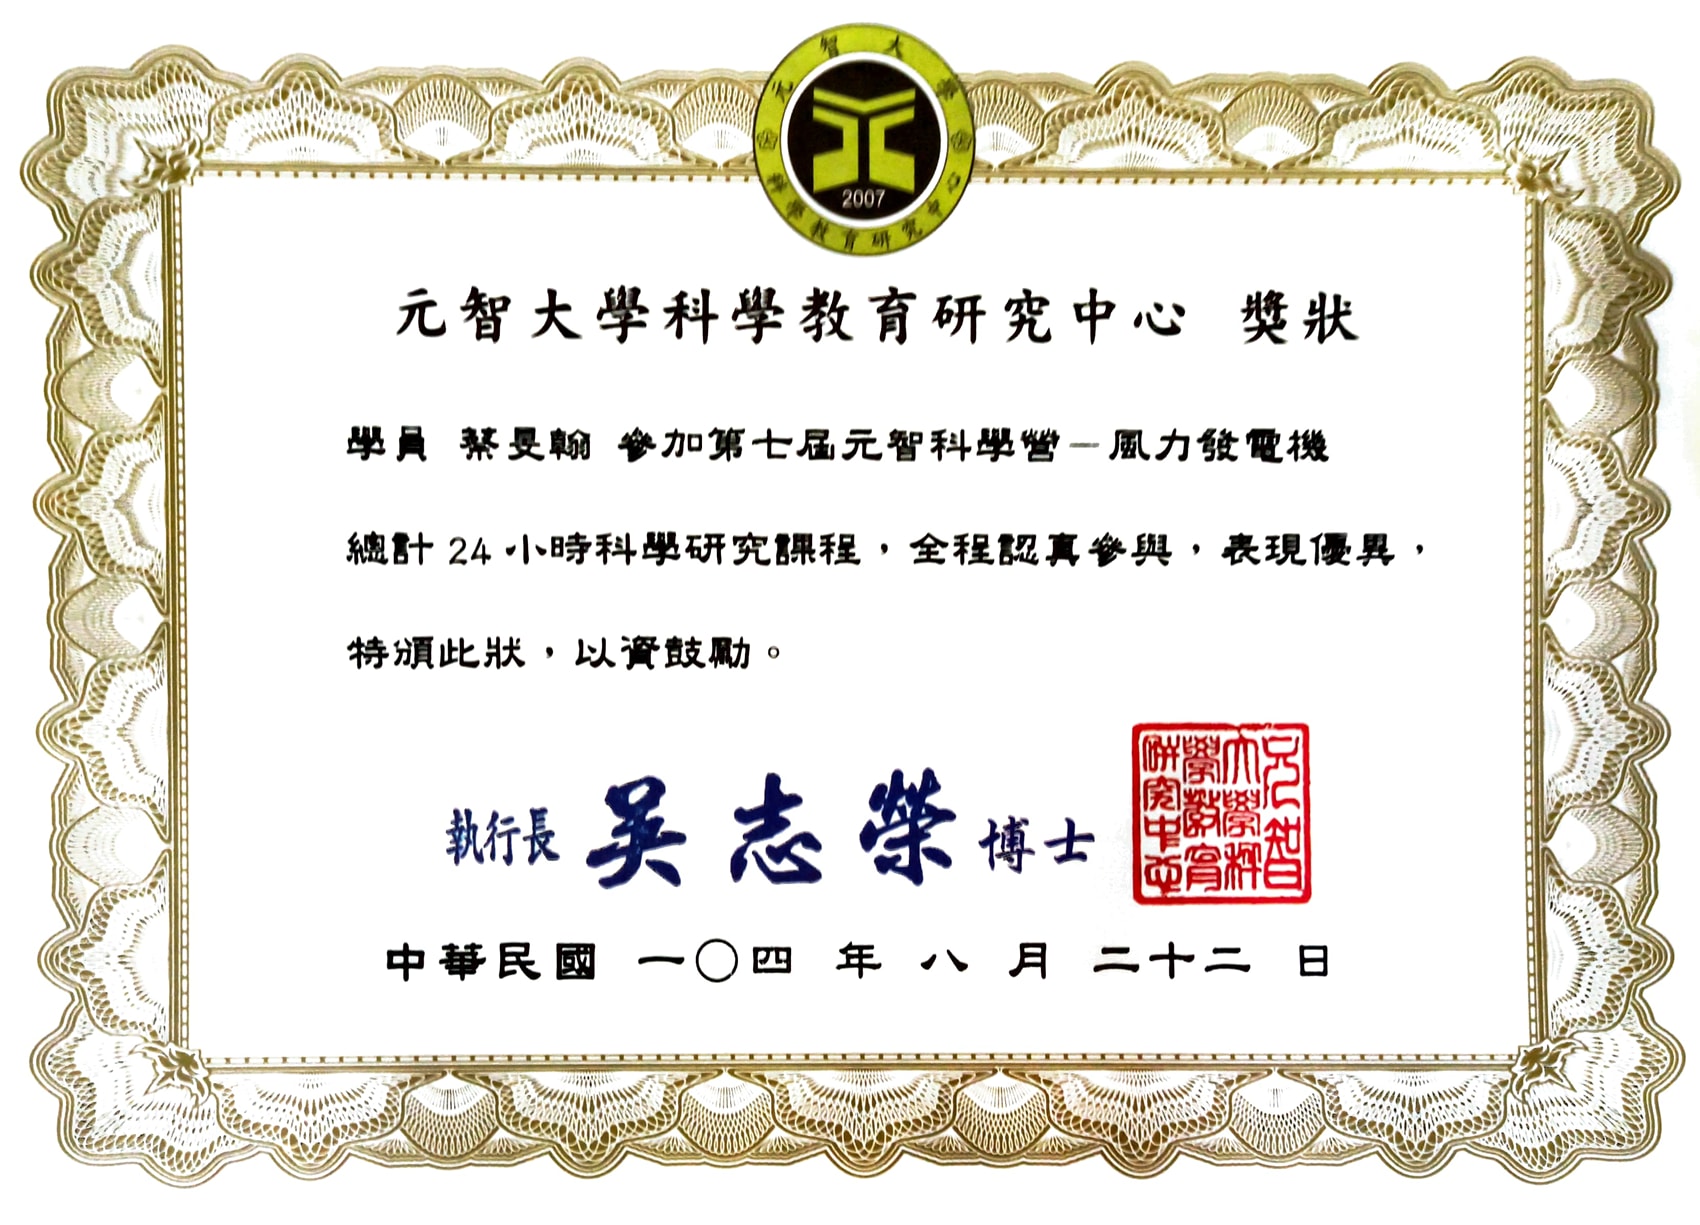 元智大學
科學教育研究中心
2007
元智大學科學教育研究中心 獎狀
學員 蔡旻翰 參加第七屆元智科學營－風力發電機
總計 24 小時科學研究課程，全程認真參與，表現優異，
特頒此狀，以資鼓勵。
執行長 吳志榮 博士
元智大學科學教育研究中心
中華民國 一〇四 年 八 月 二十二 日